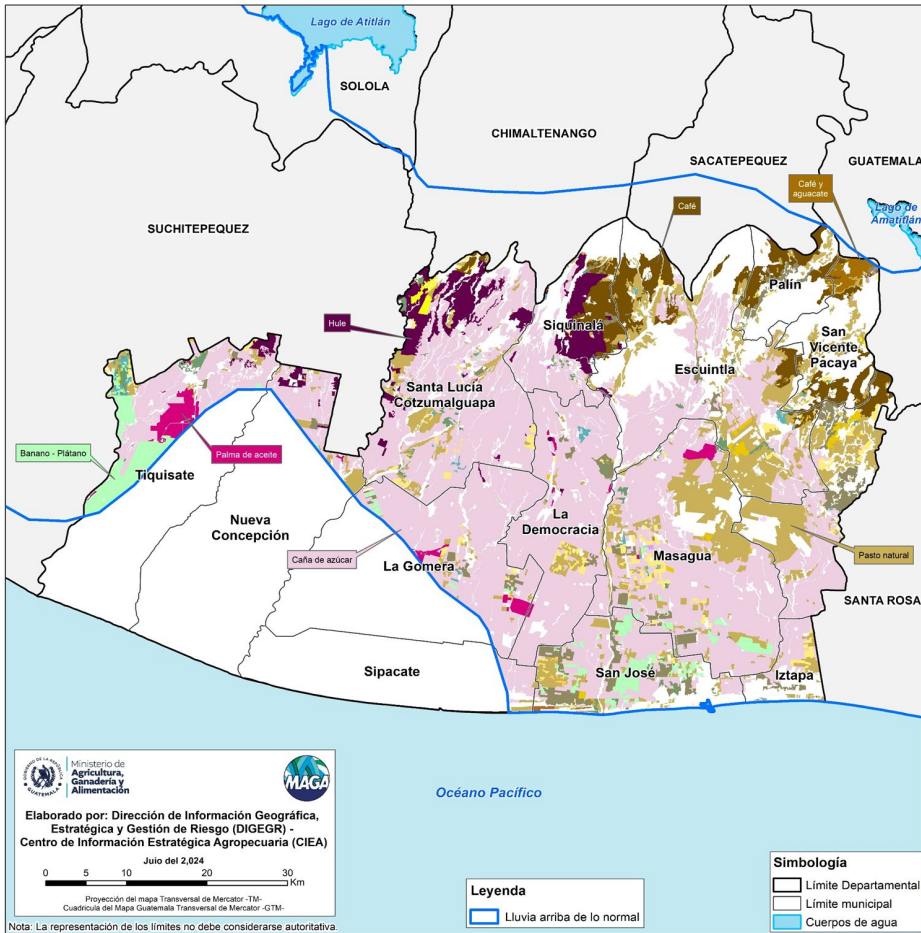 Lago de Atitlán
SOLOLA
CHIMALTENANGO
SACATEPEQUEZ
GUATEMALA
Café y
aguacate
Café
Lago de
Amatitlán
SUCHITEPEQUEZ
Palín
Hule
Siquinalá
San
Vicente
Pacaya
Escuintla
Santa Lucía
Cotzumalguapa
Banano - Plátano
Palma de aceite
Tiquisate
Nueva
Concepción
La
Democracia
Caña de azúcar
La Gomera
Masagua
Pasto natural
SANTA ROSA
Sipacate
San José
Iztapa
GOBIERNO DE LA REPÚBLICA
GUATEMALA
Ministerio de
Agricultura,
Ganadería y
Alimentación
MAGA
Elaborado por: Dirección de Información Geográfica,
Estratégica y Gestión de Riesgo (DIGEGR) -
Centro de Información Estratégica Agropecuaria (CIEA)
Juio del 2,024
0 5 10 20 30
Km
Proyección del mapa Transversal de Mercator -TM-
Cuadricula del Mapa Guatemala Transversal de Mercator -GTM-
Nota: La representación de los límites no debe considerarse autoritativa.
Océano Pacífico
Leyenda
Lluvia arriba de lo normal
Simbología
Límite Departamental
Límite municipal
Cuerpos de agua